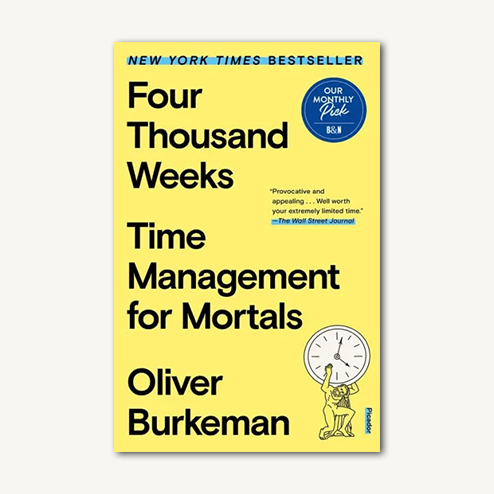 NEW YORK TIMES BESTSELLER
Four
Thousand
Weeks
OUR
MONTHLY
Pick
B&N
"Provocative and
appealing . . . Well worth
your extremely limited time."
—The Wall Street Journal
Time
Management
for Mortals
Oliver
Burkeman
Picador